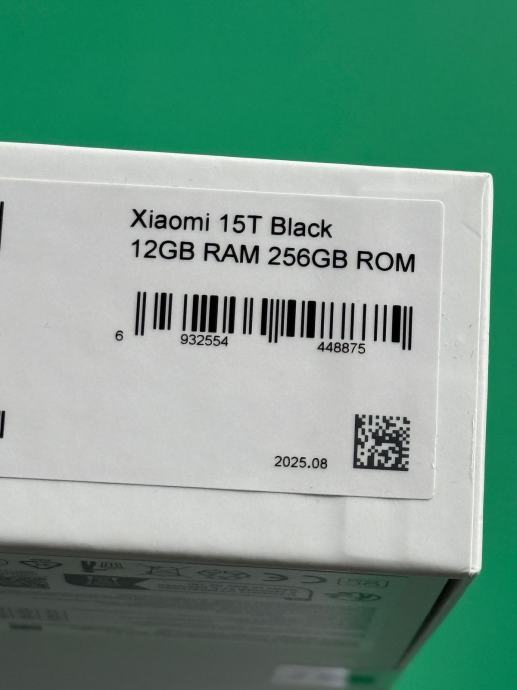 Xiaomi 15T Black
12GB RAM 256GB ROM
6 932554 448875
2025.08